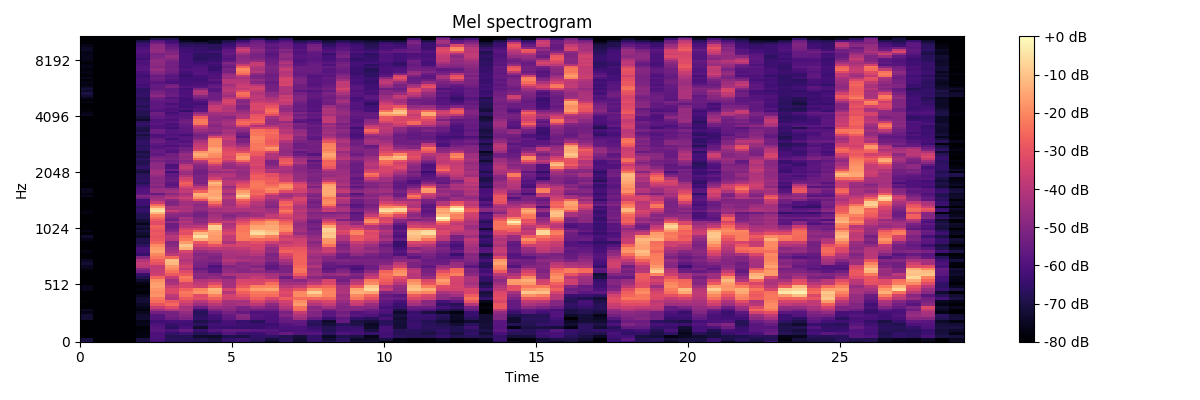 Mel spectrogram
8192
4096
2048
1024
512
0
Hz
0 5 10 15 20 25
Time
+0 dB
-10 dB
-20 dB
-30 dB
-40 dB
-50 dB
-60 dB
-70 dB
-80 dB